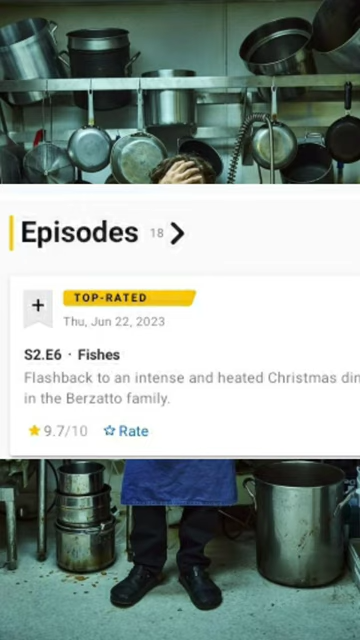 Episodes 18
TOP-RATED
Thu, Jun 22, 2023
S2.E6 · Fishes
Flashback to an intense and heated Christmas din
in the Berzatto family.
9.7/10 Rate